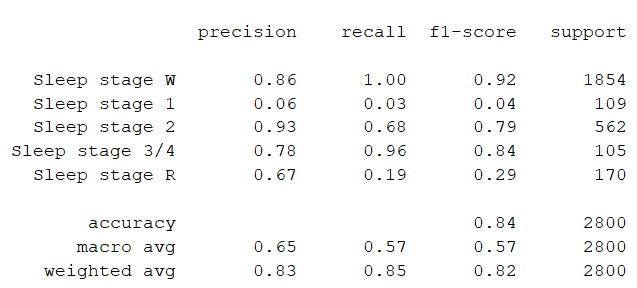 precision recall f1-score support
Sleep stage W 0.86 1.00 0.92 1854
Sleep stage 1 0.06 0.03 0.04 109
Sleep stage 2 0.93 0.68 0.79 562
Sleep stage 3/4 0.78 0.96 0.84 105
Sleep stage R 0.67 0.19 0.29 170
accuracy 0.84 2800
macro avg 0.65 0.57 0.57 2800
weighted avg 0.83 0.85 0.82 2800